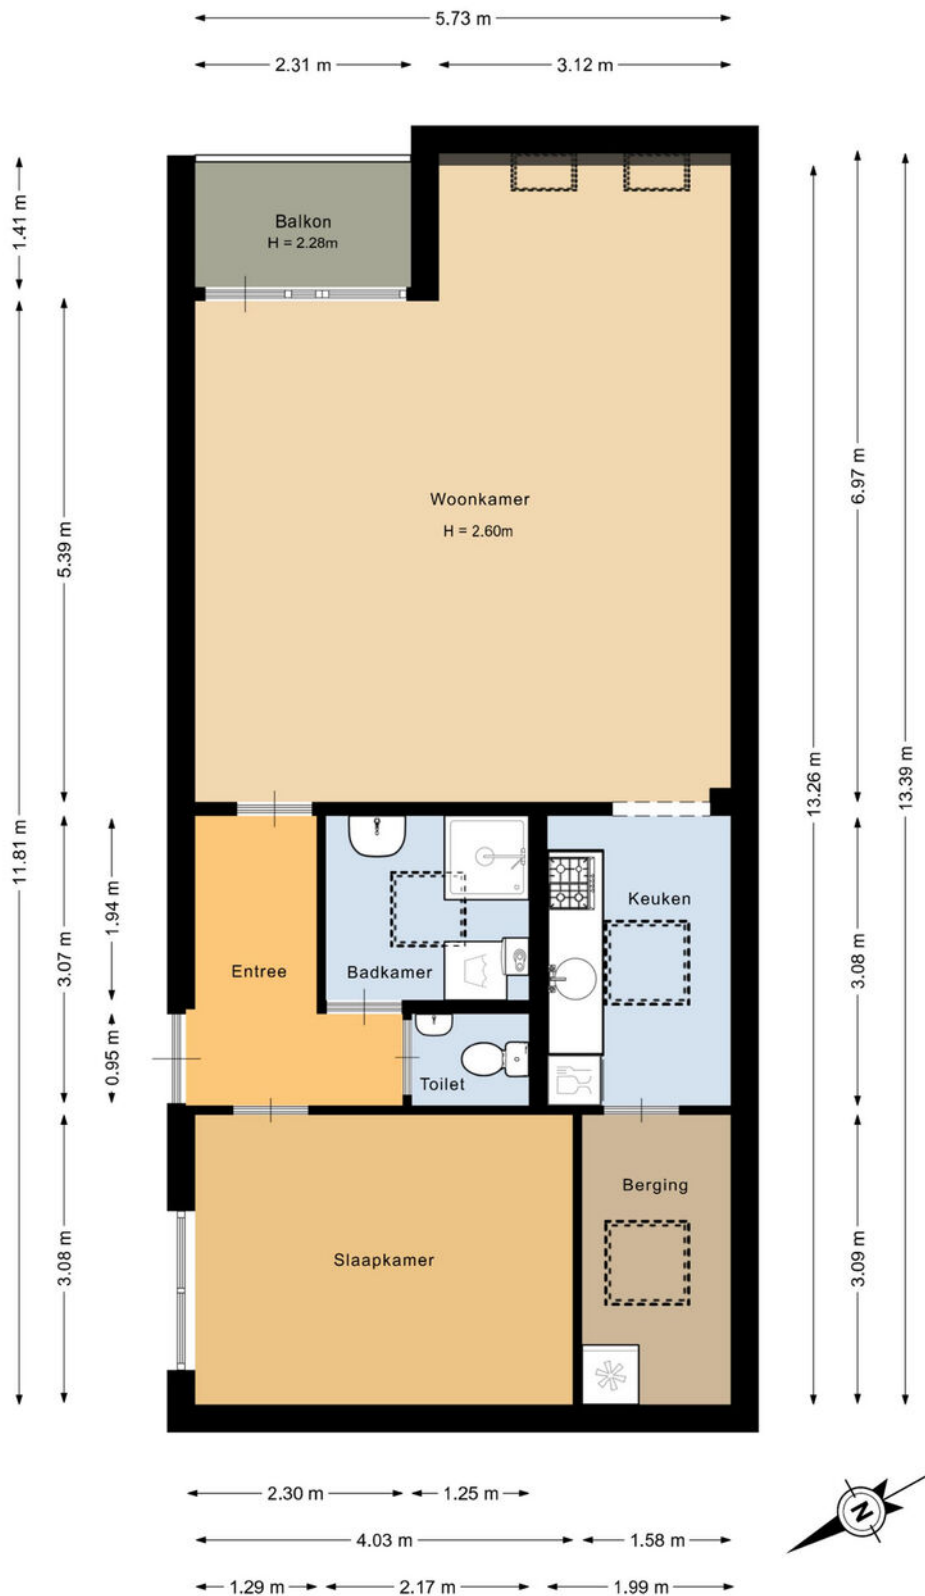 5.73 m
2.31 m
3.12 m
1.41 m
Balkon
H = 2.28m
5.39 m
Woonkamer
H = 2.60m
6.97 m
11.81 m
13.26 m
13.39 m
1.94 m
3.07 m
0.95 m
Entree
Badkamer
Toilet
Keuken
3.08 m
3.08 m
Slaapkamer
Berging
3.09 m
2.30 m
1.25 m
4.03 m
1.58 m
1.29 m
2.17 m
1.99 m
N